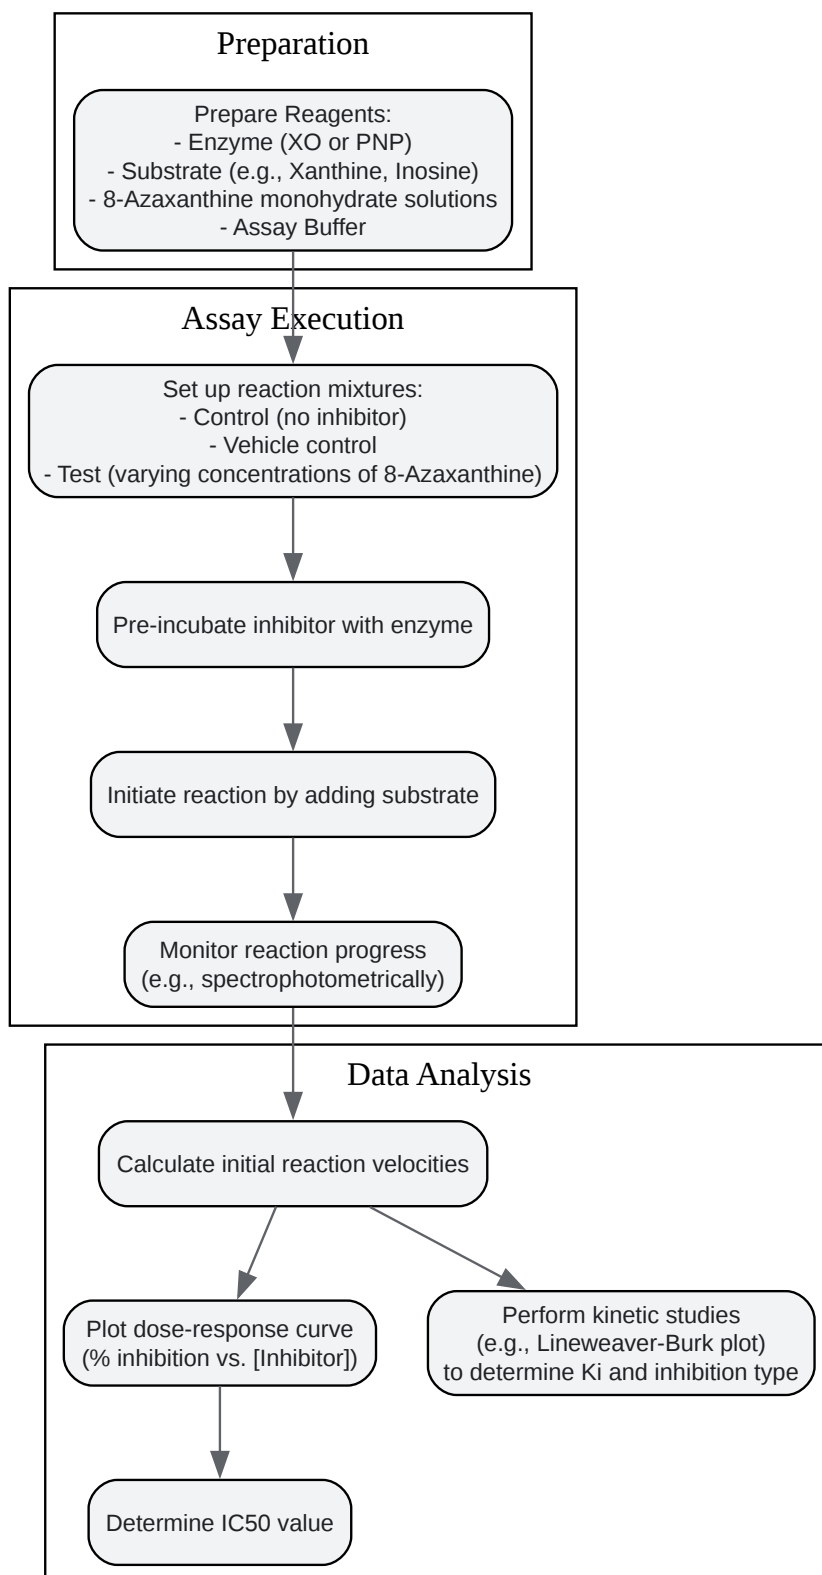 Preparation
Prepare Reagents:
- Enzyme (XO or PNP)
- Substrate (e.g., Xanthine, Inosine)
- 8-Azaxanthine monohydrate solutions
- Assay Buffer
Assay Execution
Set up reaction mixtures:
- Control (no inhibitor)
- Vehicle control
- Test (varying concentrations of 8-Azaxanthine)
Pre-incubate inhibitor with enzyme
Initiate reaction by adding substrate
Monitor reaction progress
(e.g., spectrophotometrically)
Data Analysis
Calculate initial reaction velocities
Plot dose-response curve
(% inhibition vs. [Inhibitor])
Perform kinetic studies
(e.g., Lineweaver-Burk plot)
to determine Ki and inhibition type
Determine IC50 value